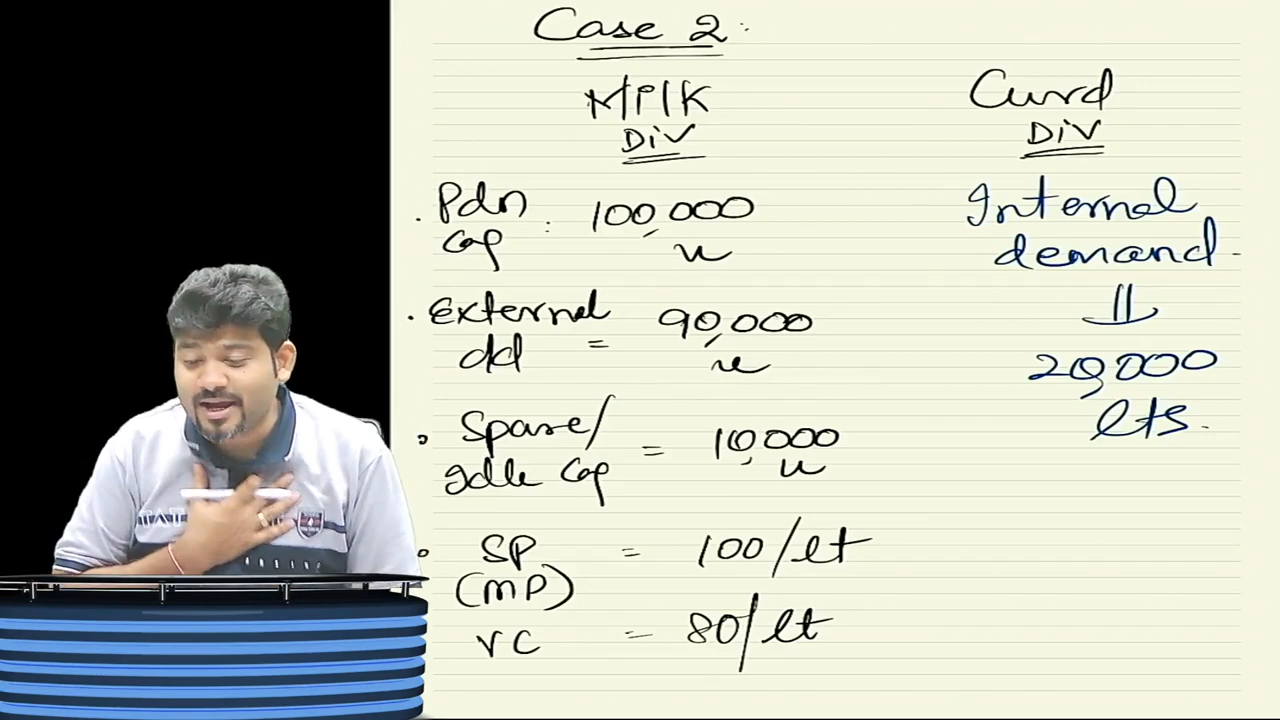 Case 2:
Milk
Div
Curd
Div
. Pdn
Cap : 100,000
u
. External
dd = 90,000
u
. Spare/
Idle Cap = 10,000
u
. SP = 100/lt
(MP)
VC = 80/lt
Internal
demand.
20,000
lts.
TAT